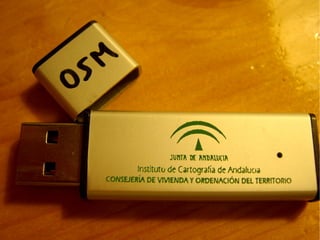 OSM
JUNTA DE ANDALUCIA
Instituto de Cartografía de Andalucía
CONSEJERÍA DE VIVIENDA Y ORDENACIÓN DEL TERRITORIO